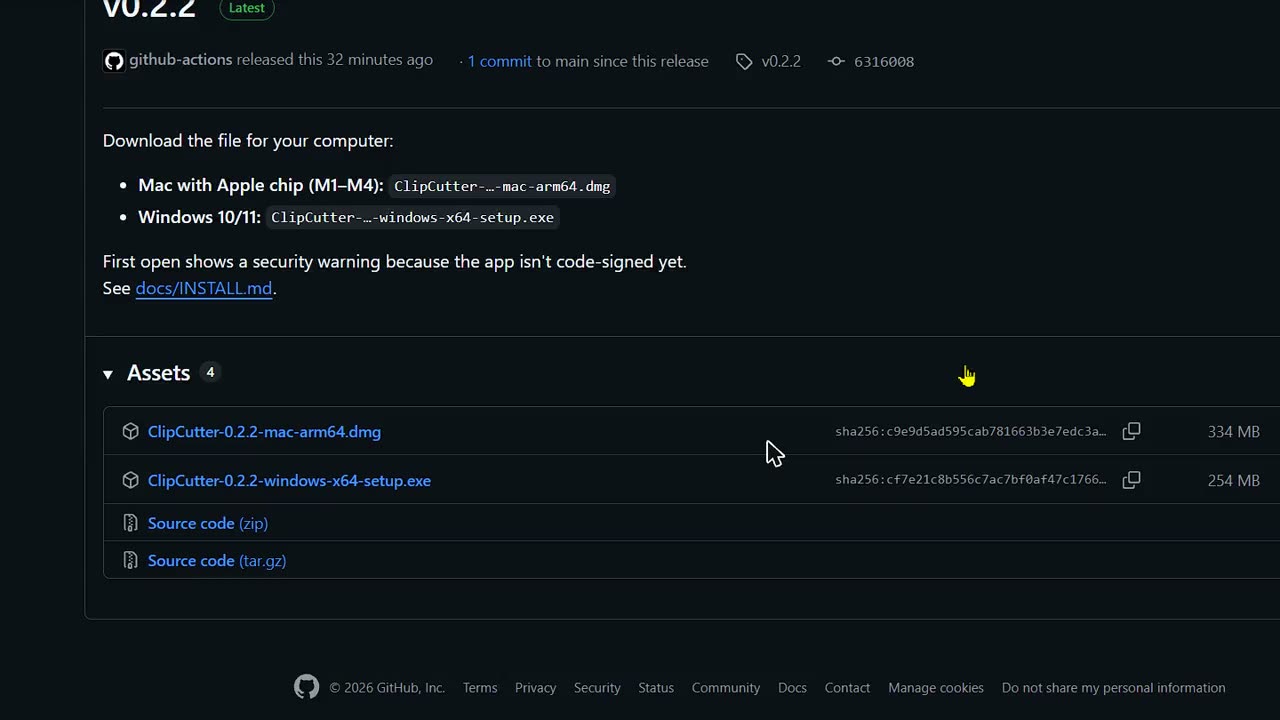 v0.2.2 Latest
github-actions released this 32 minutes ago · 1 commit to main since this release v0.2.2 6316008
Download the file for your computer:
• Mac with Apple chip (M1–M4): ClipCutter-…-mac-arm64.dmg
• Windows 10/11: ClipCutter-…-windows-x64-setup.exe
First open shows a security warning because the app isn't code-signed yet.
See docs/INSTALL.md.
Assets 4
ClipCutter-0.2.2-mac-arm64.dmg sha256:c9e9d5ad595cab781663b3e7edc3a… 334 MB
ClipCutter-0.2.2-windows-x64-setup.exe sha256:cf7e21c8b556c7ac7bf0af47c1766… 254 MB
Source code (zip)
Source code (tar.gz)
© 2026 GitHub, Inc. Terms Privacy Security Status Community Docs Contact Manage cookies Do not share my personal information